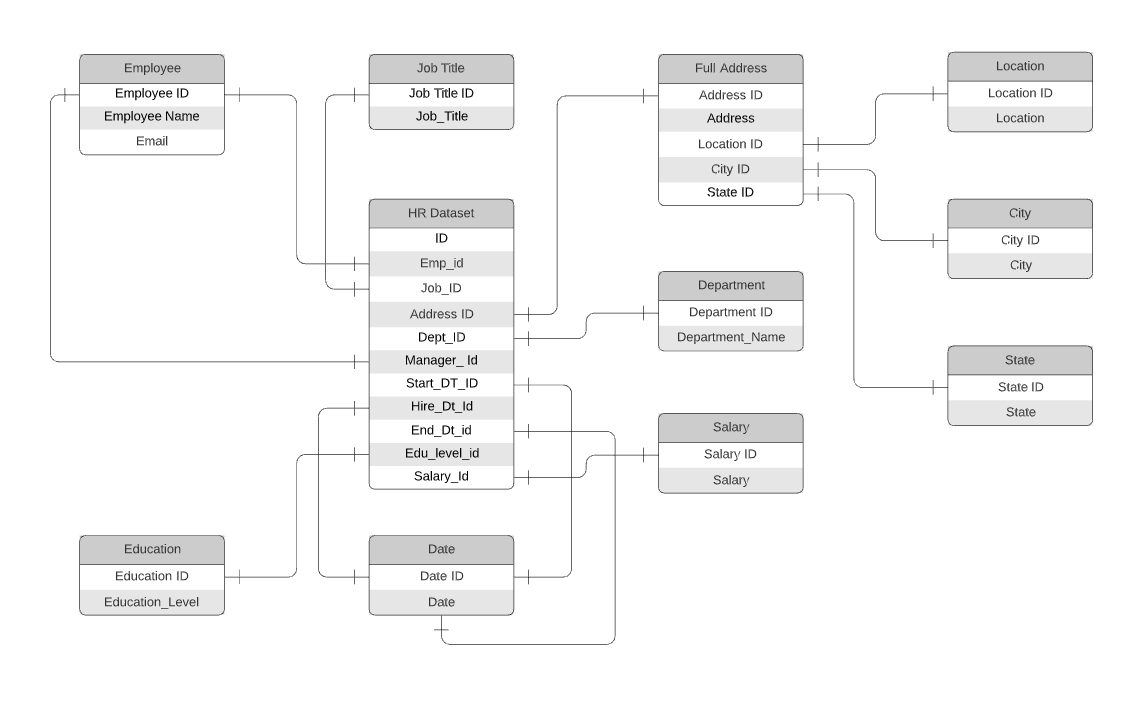 Employee
Employee ID
Employee Name
Email
Job Title
Job Title ID
Job_Title
Full Address
Address ID
Address
Location ID
City ID
State ID
Location
Location ID
Location
HR Dataset
ID
Emp_id
Job_ID
Address ID
Dept_ID
Manager_ Id
Start_DT_ID
Hire_Dt_Id
End_Dt_id
Edu_level_id
Salary_Id
City
City ID
City
Department
Department ID
Department_Name
State
State ID
State
Salary
Salary ID
Salary
Education
Education ID
Education_Level
Date
Date ID
Date